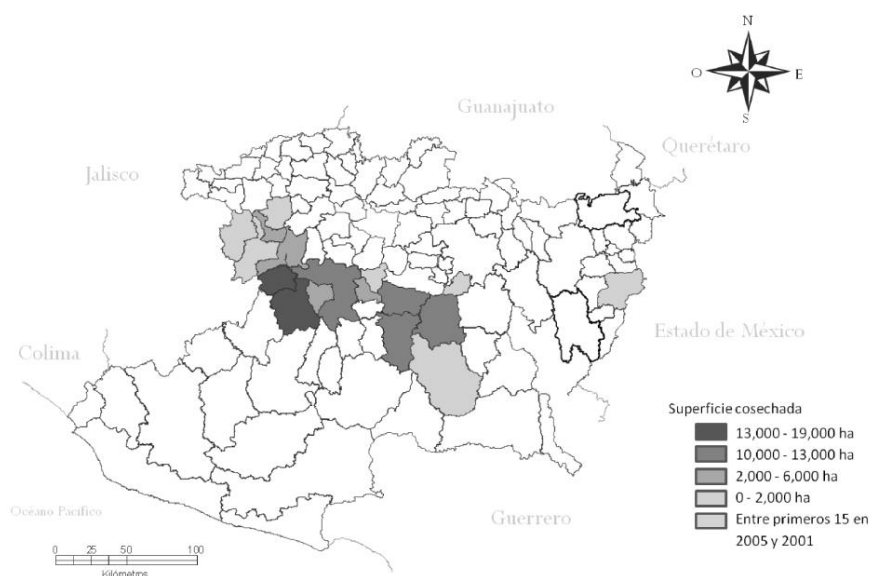 N
O
E
S
Guanajuato
Querétaro
Jalisco
Estado de México
Colima
Superficie cosechada
13,000 - 19,000 ha
10,000 - 13,000 ha
2,000 - 6,000 ha
0 - 2,000 ha
Entre primeros 15 en
2005 y 2001
Océano Pacífico
Guerrero
0 25 50 100
Kilómetros